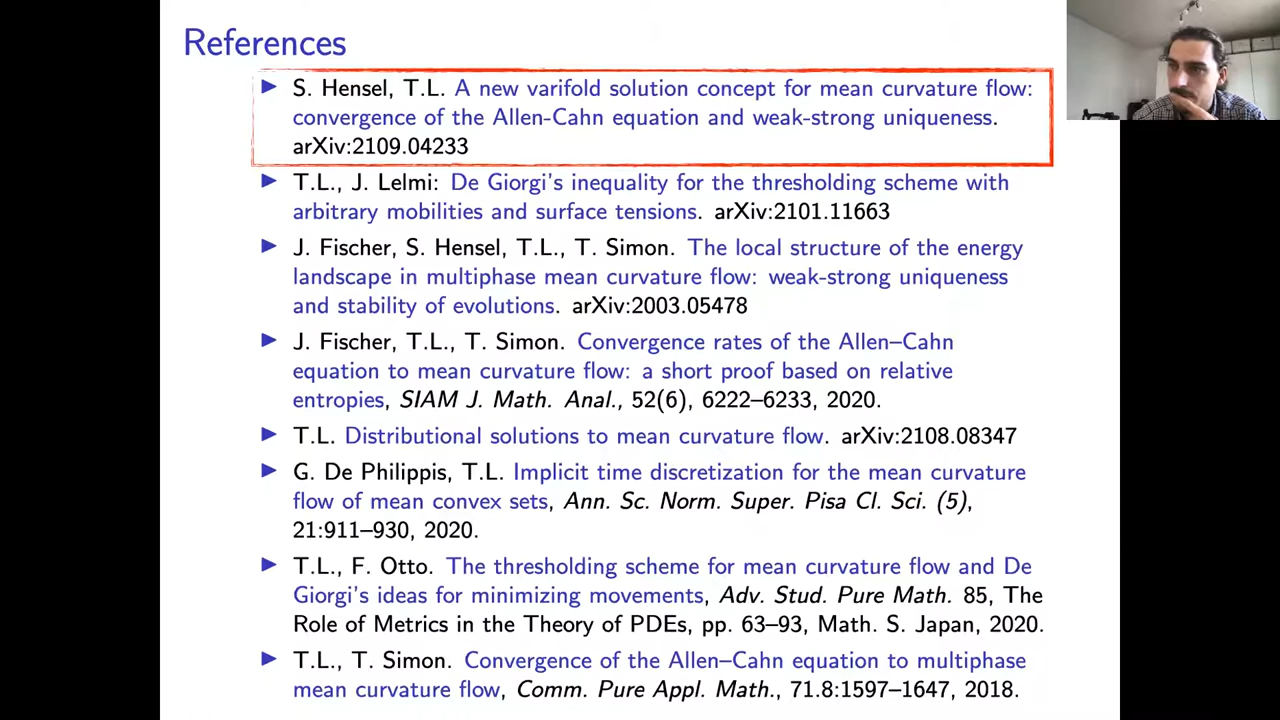 References
▶ S. Hensel, T.L. A new varifold solution concept for mean curvature flow:
convergence of the Allen-Cahn equation and weak-strong uniqueness.
arXiv:2109.04233
▶ T.L., J. Lelmi: De Giorgi's inequality for the thresholding scheme with
arbitrary mobilities and surface tensions. arXiv:2101.11663
▶ J. Fischer, S. Hensel, T.L., T. Simon. The local structure of the energy
landscape in multiphase mean curvature flow: weak-strong uniqueness
and stability of evolutions. arXiv:2003.05478
▶ J. Fischer, T.L., T. Simon. Convergence rates of the Allen–Cahn
equation to mean curvature flow: a short proof based on relative
entropies, SIAM J. Math. Anal., 52(6), 6222–6233, 2020.
▶ T.L. Distributional solutions to mean curvature flow. arXiv:2108.08347
▶ G. De Philippis, T.L. Implicit time discretization for the mean curvature
flow of mean convex sets, Ann. Sc. Norm. Super. Pisa Cl. Sci. (5),
21:911–930, 2020.
▶ T.L., F. Otto. The thresholding scheme for mean curvature flow and De
Giorgi's ideas for minimizing movements, Adv. Stud. Pure Math. 85, The
Role of Metrics in the Theory of PDEs, pp. 63–93, Math. S. Japan, 2020.
▶ T.L., T. Simon. Convergence of the Allen–Cahn equation to multiphase
mean curvature flow, Comm. Pure Appl. Math., 71.8:1597–1647, 2018.